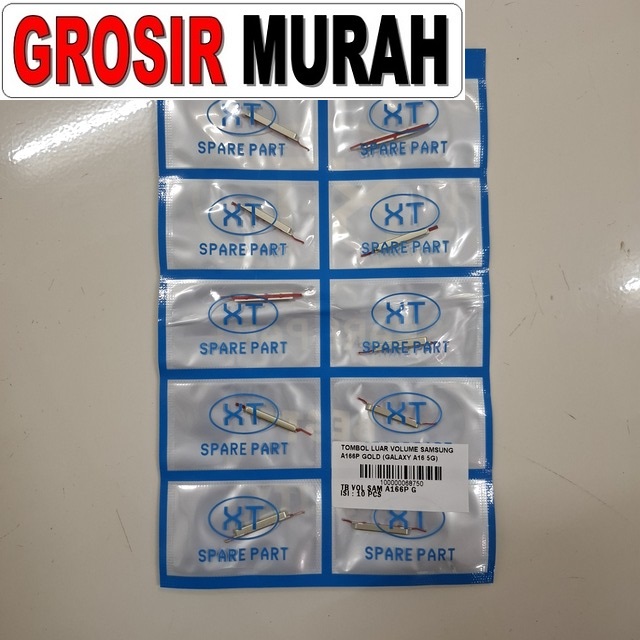 GROSIR MURAH
XT
SPARE PART
XT
SPARE PART
XT
SPARE PART
XT
SPARE PART
XT
SPARE PART
XT
SPARE PART
XT
SPARE PART
XT
TOMBOL LUAR VOLUME SAMSUNG
A166P GOLD (GALAXY A16 5G)
100000068750
TB VOL SAM A166P G
ISI : 10 PCS
XT
SPARE PART
XT
SPARE PART